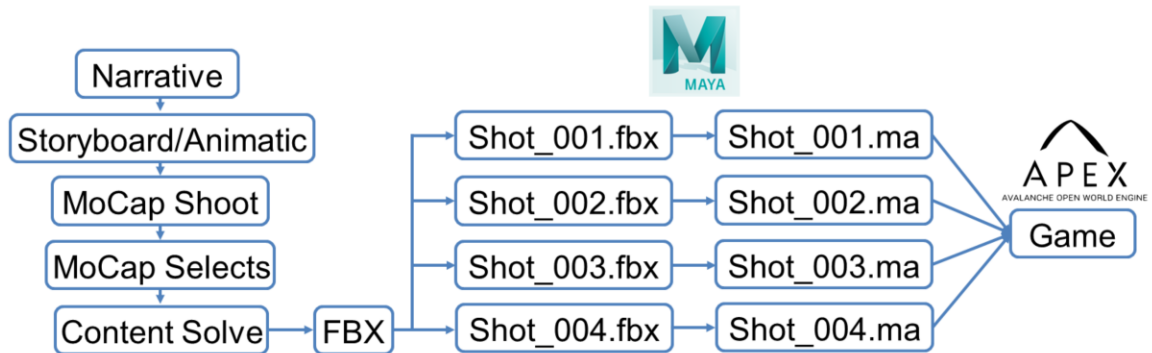 Narrative
Storyboard/Animatic
MoCap Shoot
MoCap Selects
Content Solve
FBX
MAYA
Shot_001.fbx
Shot_001.ma
Shot_002.fbx
Shot_002.ma
Shot_003.fbx
Shot_003.ma
Shot_004.fbx
Shot_004.ma
APEX
AVALANCHE OPEN WORLD ENGINE
Game